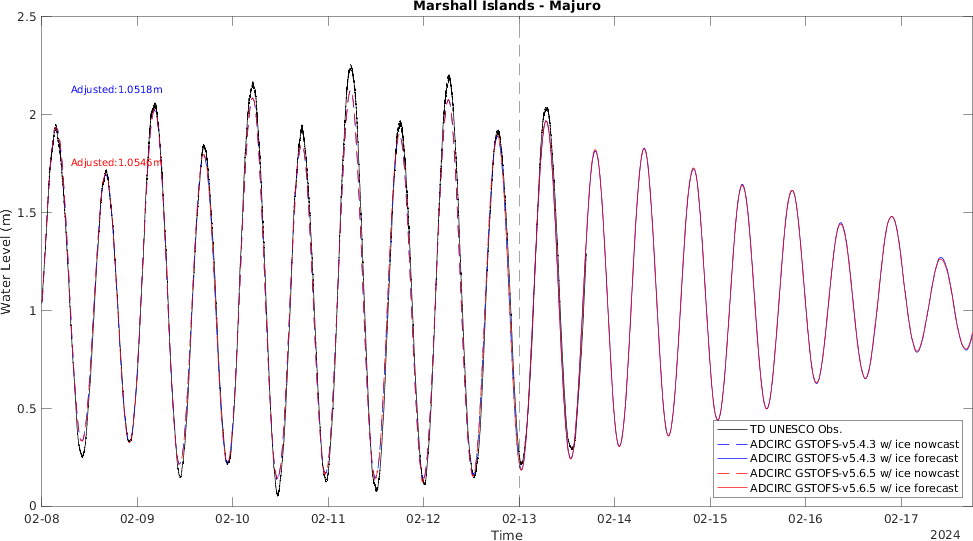 Marshall Islands - Majuro
2.5
2
1.5
1
0.5
0
Water Level (m)
Adjusted:1.0518m
Adjusted:1.0545m
TD UNESCO Obs.
ADCIRC GSTOFS-v5.4.3 w/ ice nowcast
ADCIRC GSTOFS-v5.4.3 w/ ice forecast
ADCIRC GSTOFS-v5.6.5 w/ ice nowcast
ADCIRC GSTOFS-v5.6.5 w/ ice forecast
02-08 02-09 02-10 02-11 02-12 02-13 02-14 02-15 02-16 02-17
Time
2024